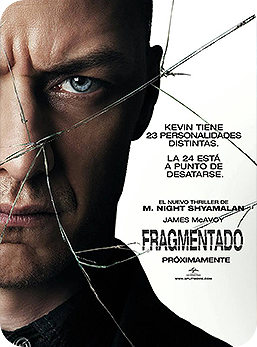 KEVIN TIENE
23 PERSONALIDADES
DISTINTAS.
LA 24 ESTÁ
A PUNTO DE
DESATARSE.
EL NUEVO THRILLER DE
M. NIGHT SHYAMALAN
JAMES McAVOY
FRAGMENTADO
PRÓXIMAMENTE